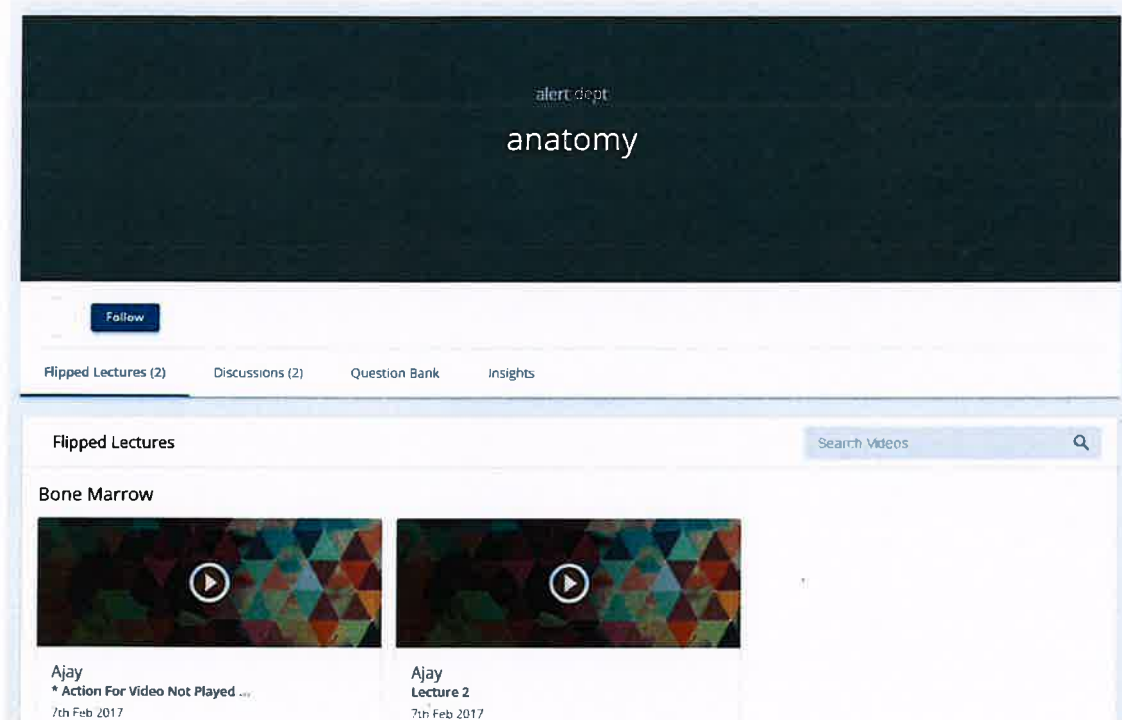 alert dept
anatomy
Follow
Flipped Lectures (2) Discussions (2) Question Bank Insights
Flipped Lectures Search Videos
Bone Marrow
Ajay Ajay
* Action For Video Not Played ... Lecture 2
7th Feb 2017 7th Feb 2017